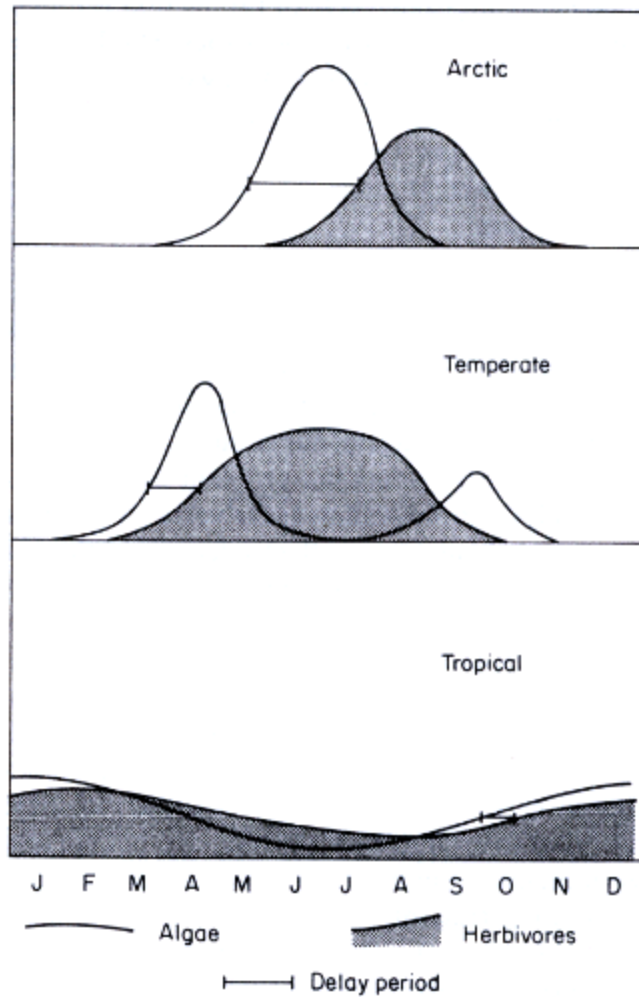 Arctic
Temperate
Tropical
J F M A M J J A S O N D
Algae
Herbivores
Delay period